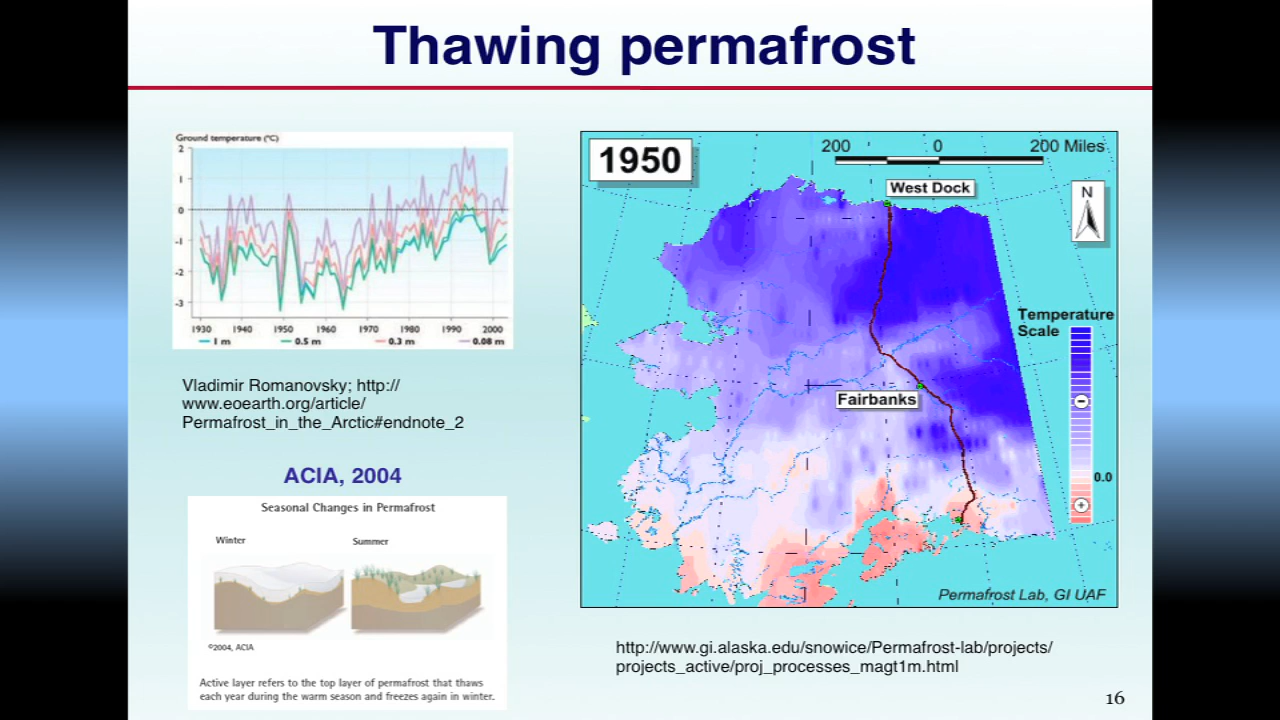 Thawing permafrost
Ground temperature (°C)
2
1
0
-1
-2
-3
1930 1940 1950 1960 1970 1980 1990 2000
1 m 0.5 m 0.3 m 0.08 m
Vladimir Romanovsky; http://
www.eoearth.org/article/
Permafrost_in_the_Arctic#endnote_2
ACIA, 2004
Seasonal Changes in Permafrost
Winter Summer
©2004, ACIA
Active layer refers to the top layer of permafrost that thaws
each year during the warm season and freezes again in winter.
1950
200 0 200 Miles
West Dock
N
Temperature
Scale
−
Fairbanks
0.0
+
Permafrost Lab, GI UAF
http://www.gi.alaska.edu/snowice/Permafrost-lab/projects/
projects_active/proj_processes_magt1m.html
16